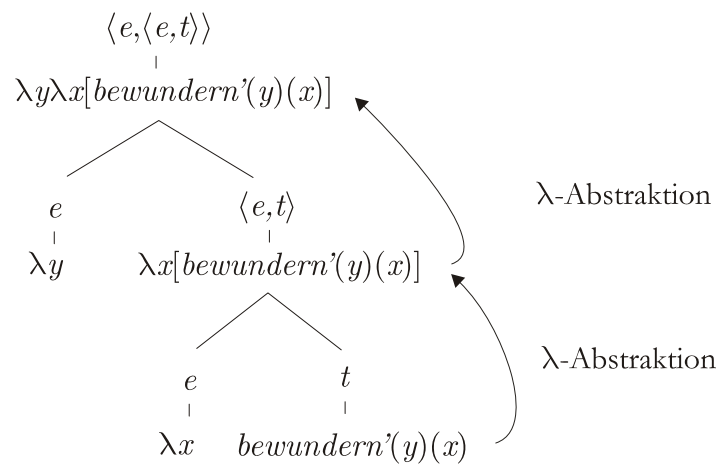 ⟨e,⟨e,t⟩⟩
λyλx[bewundern’(y)(x)]
λ-Abstraktion
e ⟨e,t⟩
λy λx[bewundern’(y)(x)]
λ-Abstraktion
e t
λx bewundern’(y)(x)